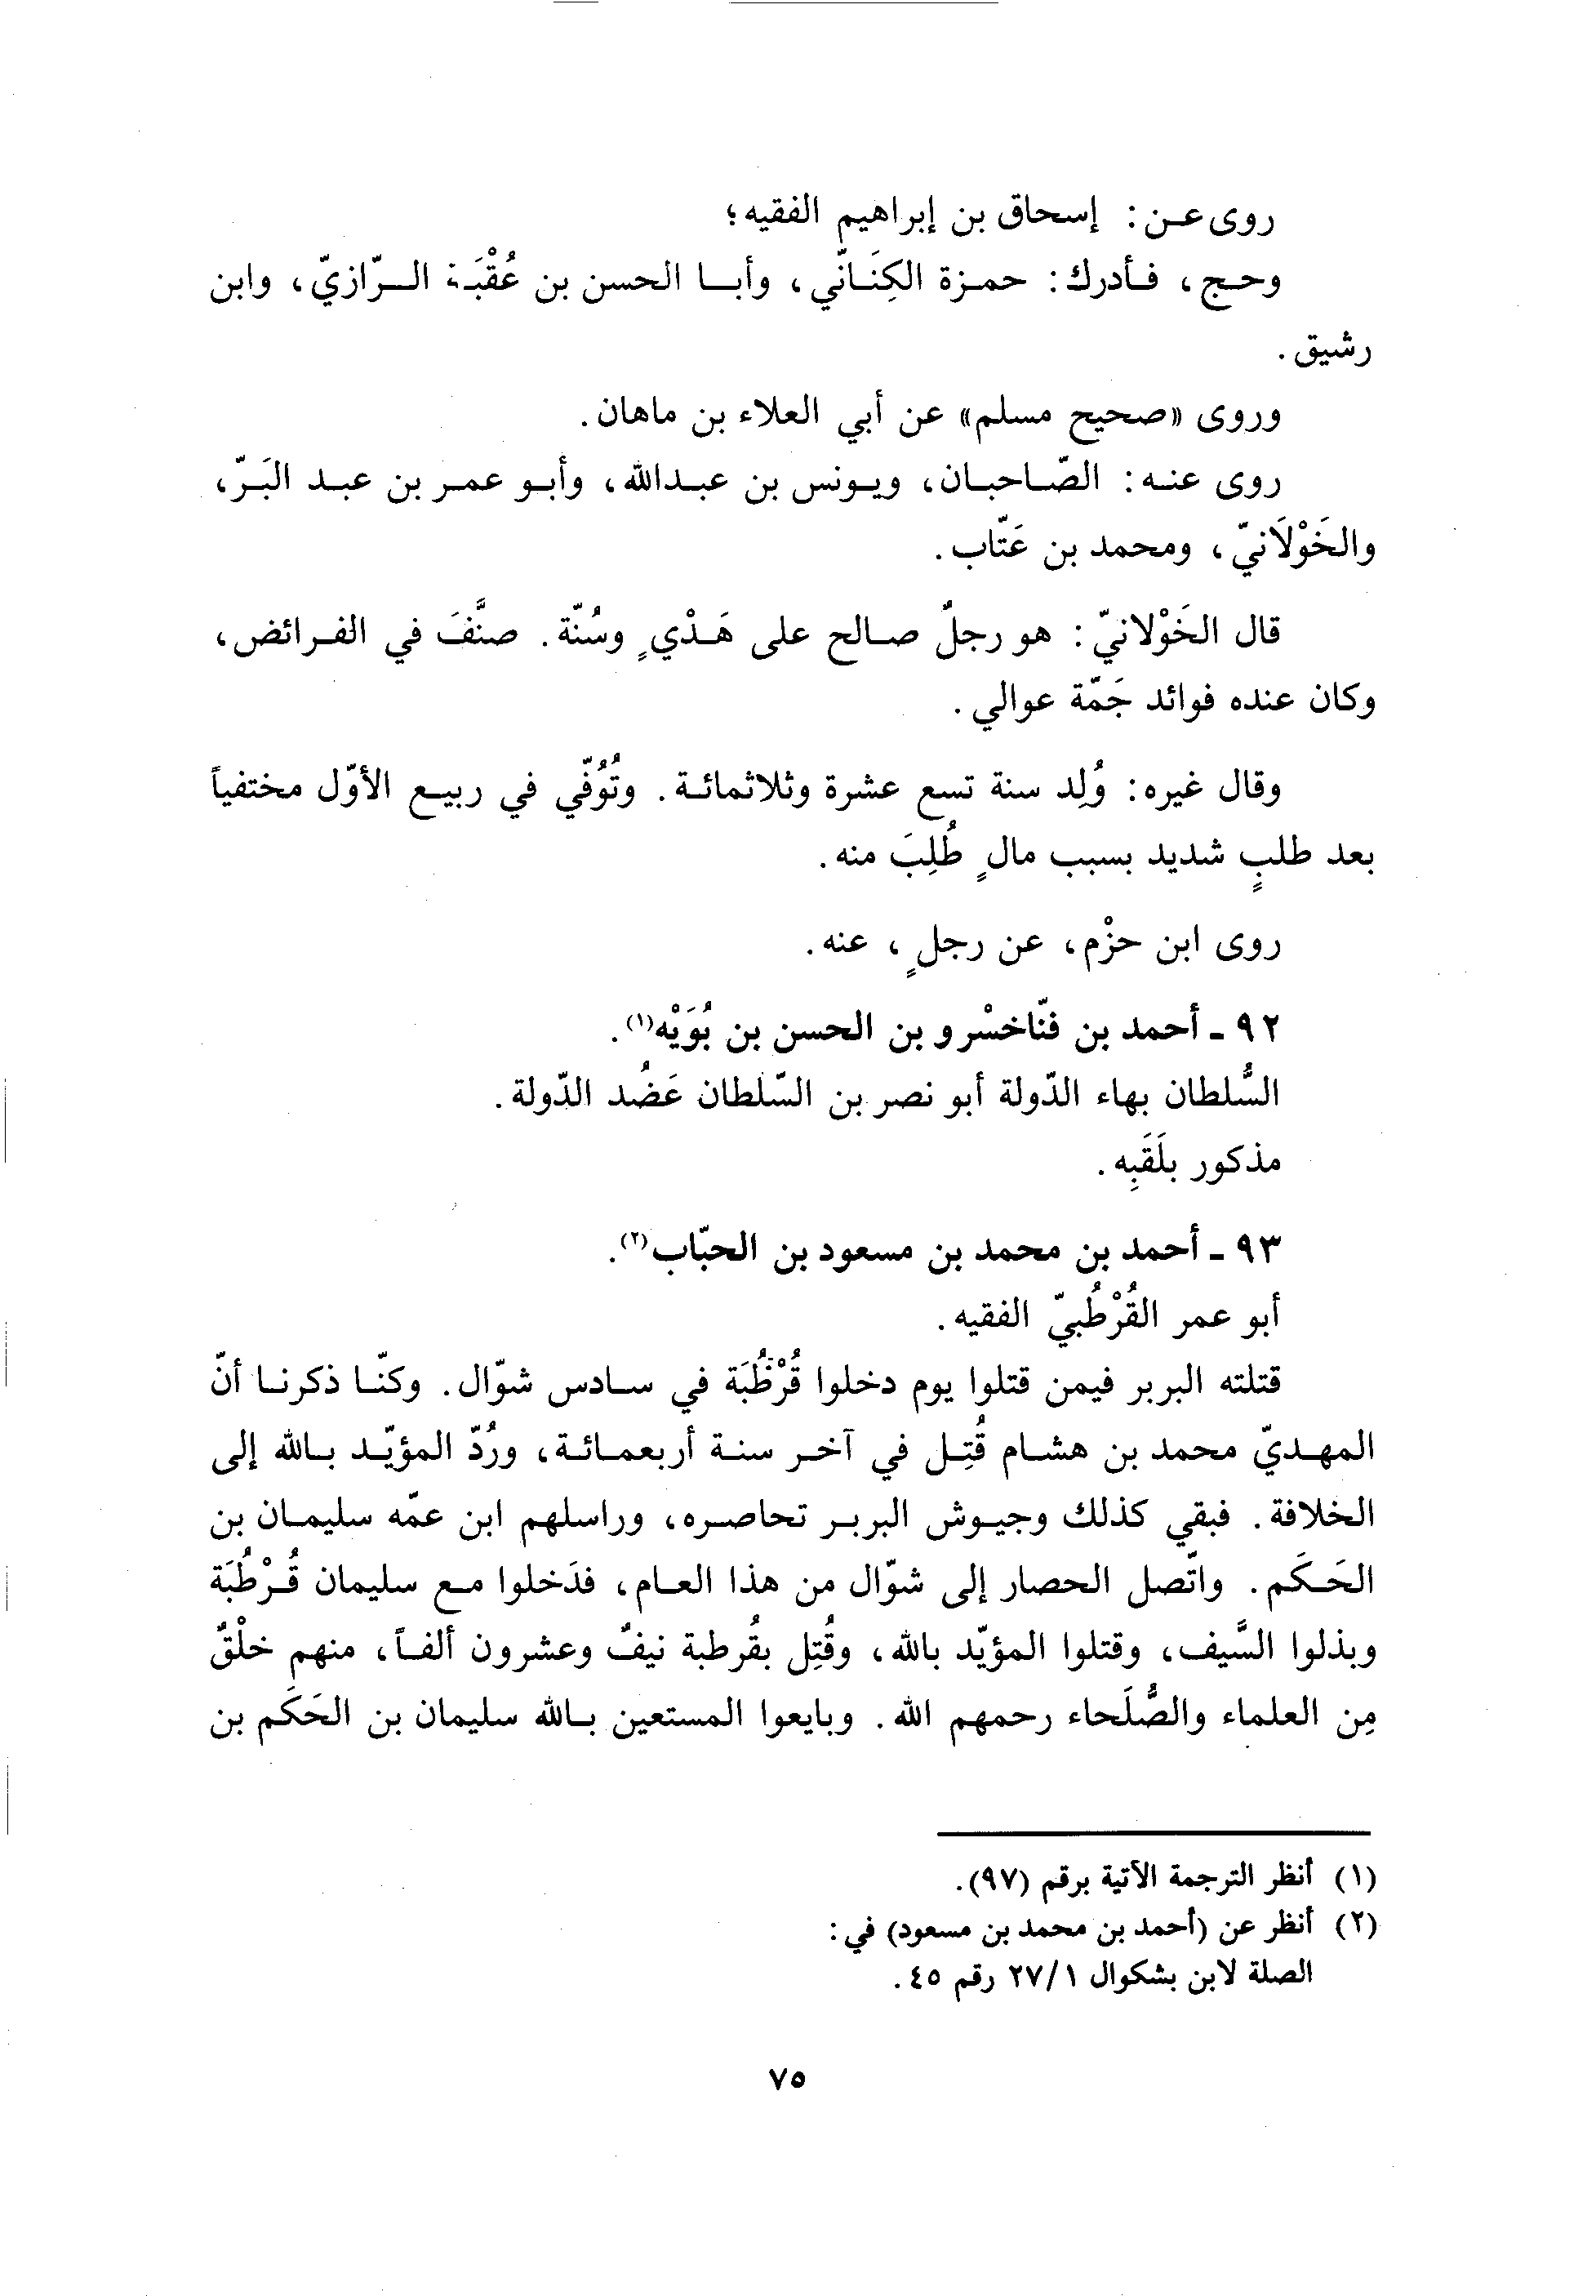 روى عن: إسحاق بن إبراهيم الفقيه؛
وحج، فأدرك: حمزة الكِنَانّي، وأبا الحسن بن عُقْبَة الرّازيّ، وابن
رشيق.
وروى «صحيح مسلم» عن أبي العلاء بن ماهان.
روى عنه: الصّاحبان، ويونس بن عبدالله، وأبو عمر بن عبد البَرّ،
والخَوْلَانيّ، ومحمد بن عَتّاب.
قال الخَوْلانيّ: هو رجلٌ صالح على هَدْيٍ وسُنّة. صنَّفَ في الفرائض،
وكان عنده فوائد جَمّة عوالي.
وقال غيره: وُلِد سنة تسع عشرة وثلاثمائة. وتُوُفّي في ربيع الأوّل مختفياً
بعد طلبٍ شديد بسبب مالٍ طُلِبَ منه.
روى ابن حزْم، عن رجلٍ، عنه.
٩٢ - أحمد بن فنّاخسْرو بن الحسن بن بُوَيْه(١).
السُّلطان بهاء الدّولة أبو نصر بن السّلطان عَضُد الدّولة.
مذكور بلَقَبِه.
٩٣ - أحمد بن محمد بن مسعود بن الحبّاب(٢).
أبو عمر القُرْطُبيّ الفقيه.
قتلته البربر فيمن قتلوا يوم دخلوا قُرْطُبَة في سادس شوّال. وكنّا ذكرنا أنّ
المهديّ محمد بن هشام قُتِل في آخر سنة أربعمائة، ورُدّ المؤيّد بالله إلى
الخلافة. فبقي كذلك وجيوش البربر تحاصره، وراسلهم ابن عمّه سليمان بن
الحَكَم. واتّصل الحصار إلى شوّال من هذا العام، فدَخلوا مع سليمان قُرْطُبَة
وبذلوا السَّيف، وقتلوا المؤيّد بالله، وقُتِل بقُرطبة نيفٌ وعشرون ألفاً، منهم خلْقٌ
مِن العلماء والصُّلَحاء رحمهم الله. وبايعوا المستعين بالله سليمان بن الحَكَم بن
(١) أنظر الترجمة الآتية برقم (٩٧).
(٢) أنظر عن (أحمد بن محمد بن مسعود) في:
الصلة لابن بشكوال ٢٧/١ رقم ٤٥.
٧٥